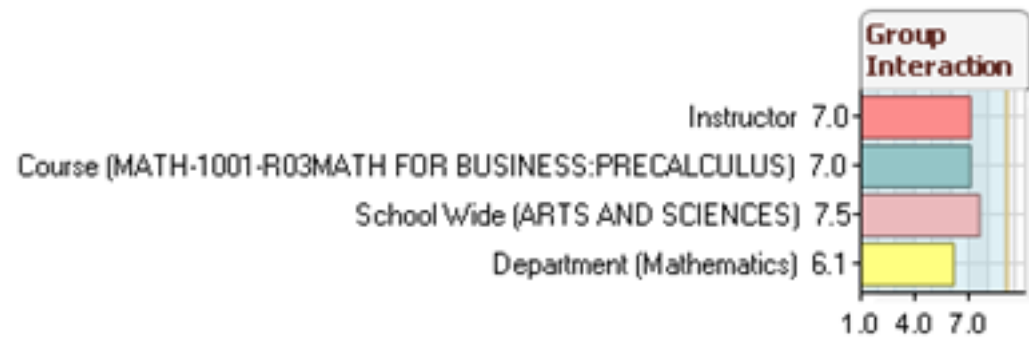 Group
Interaction
Instructor 7.0
Course (MATH-1001-R03MATH FOR BUSINESS:PRECALCULUS) 7.0
School Wide (ARTS AND SCIENCES) 7.5
Department (Mathematics) 6.1
1.0 4.0 7.0